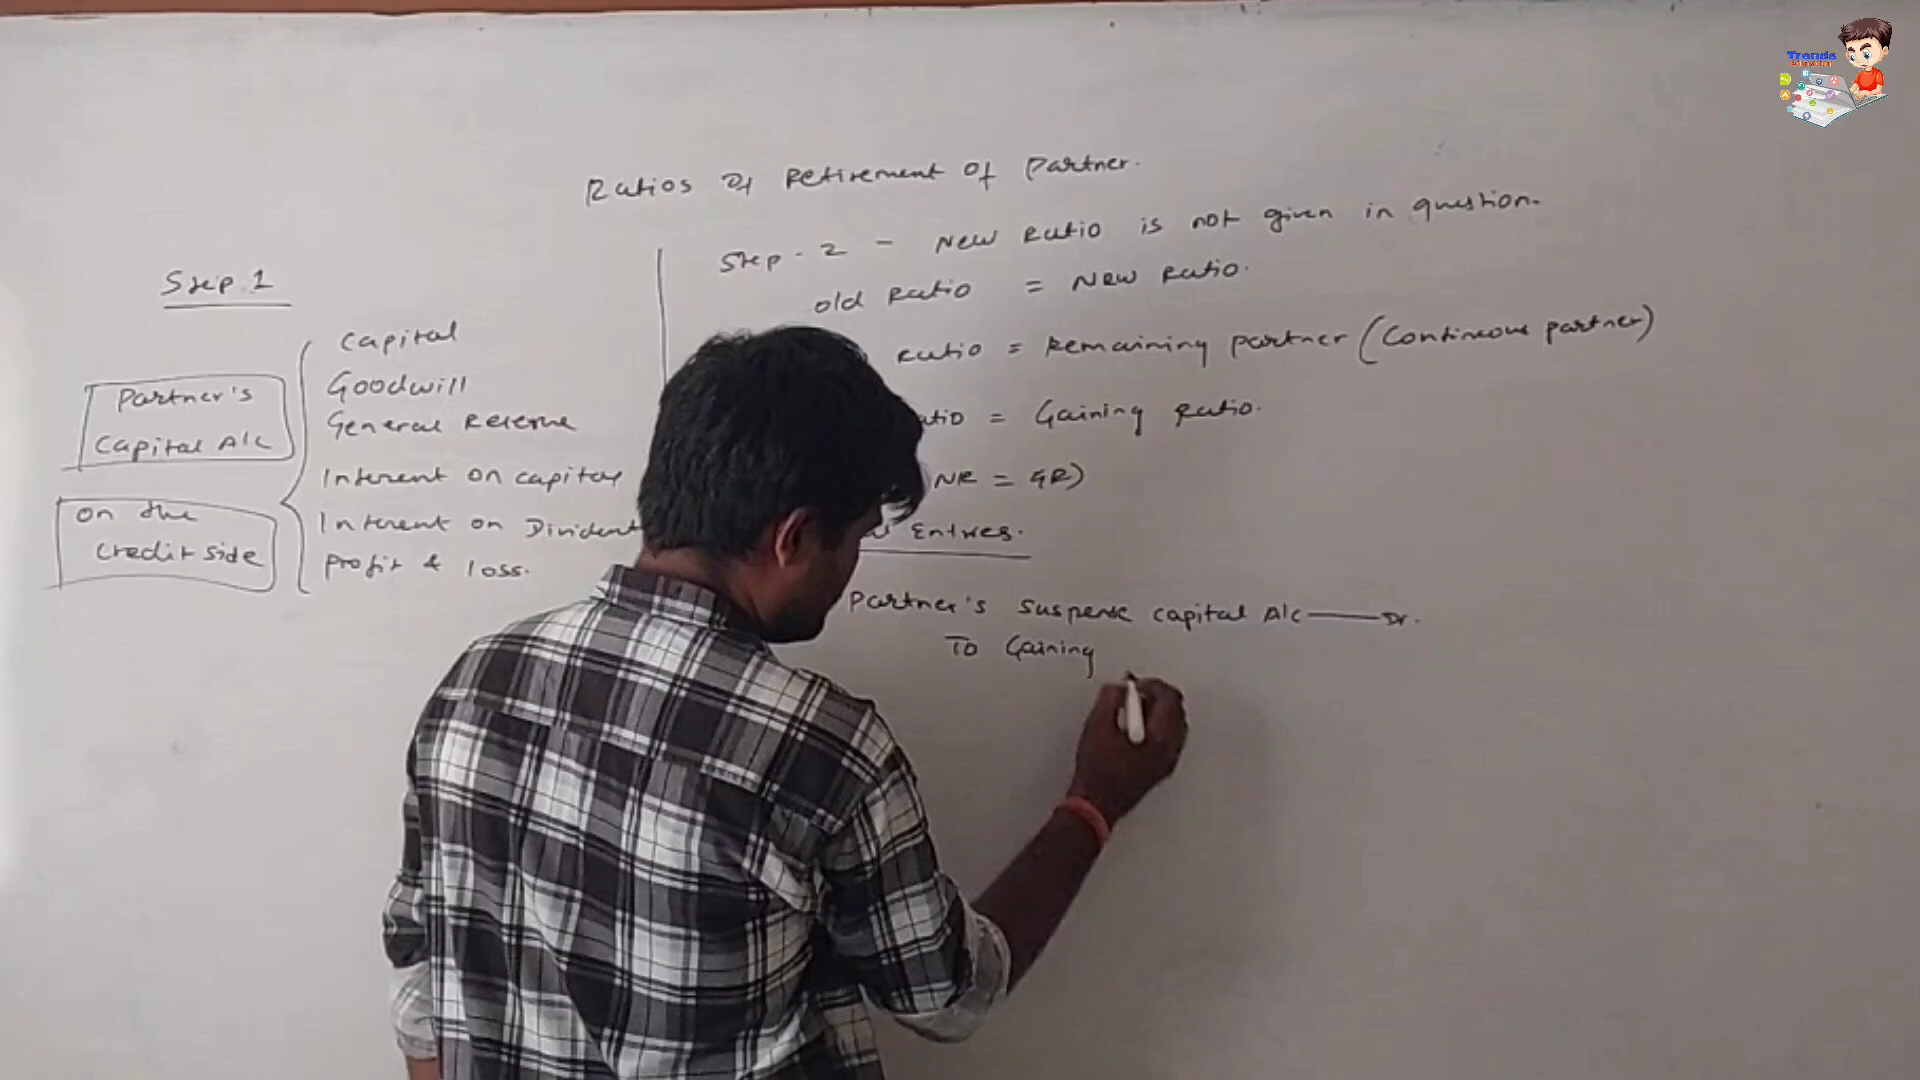 Ratios of Retirement of Partner.
Step 1
Partner's
Capital A/c
on the
Credit side
Capital
Goodwill
General Reserve
Interest on capital
Interest on Dividend
Profit & loss.
Step - 2 - New Ratio is not given in question.
old Ratio = New Ratio.
Ratio = Remaining partner (Continuous partner)
= Gaining Ratio.
NR = GR)
Entries.
Partner's suspense capital A/c —— Dr.
To Gaining
Trends